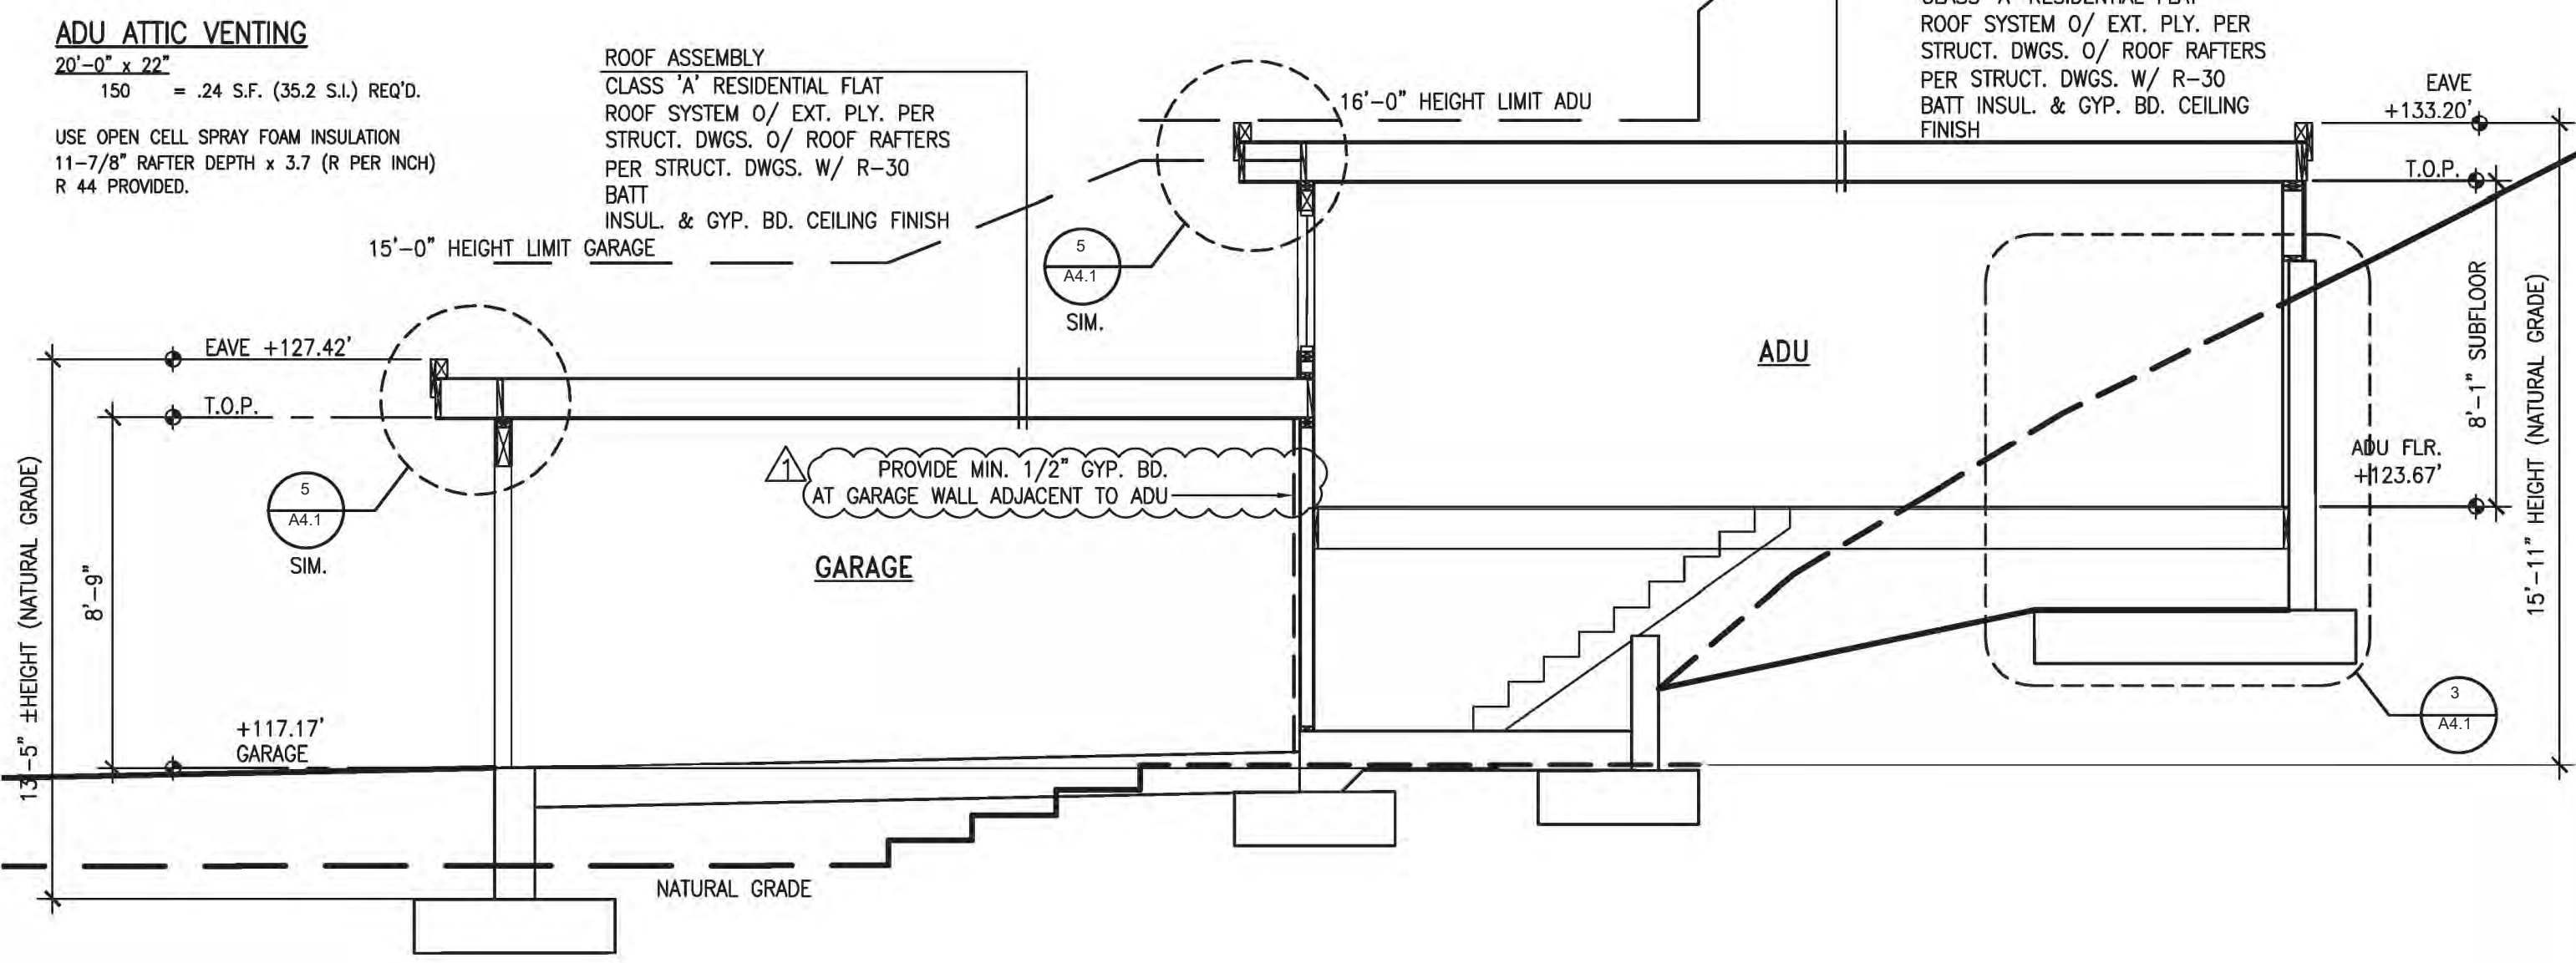 ADU ATTIC VENTING
20'-0" x 22"
150 = .24 S.F. (35.2 S.I.) REQ'D.
USE OPEN CELL SPRAY FOAM INSULATION
11-7/8" RAFTER DEPTH x 3.7 (R PER INCH)
R 44 PROVIDED.
ROOF ASSEMBLY
CLASS 'A' RESIDENTIAL FLAT
ROOF SYSTEM O/ EXT. PLY. PER
STRUCT. DWGS. O/ ROOF RAFTERS
PER STRUCT. DWGS. W/ R-30
BATT
INSUL. & GYP. BD. CEILING FINISH
15'-0" HEIGHT LIMIT GARAGE
16'-0" HEIGHT LIMIT ADU
CLASS 'A' RESIDENTIAL FLAT
ROOF SYSTEM O/ EXT. PLY. PER
STRUCT. DWGS. O/ ROOF RAFTERS
PER STRUCT. DWGS. W/ R-30
BATT INSUL. & GYP. BD. CEILING
FINISH
EAVE
+133.20'
T.O.P.
5
A4.1
SIM.
EAVE +127.42'
T.O.P.
5
A4.1
SIM.
1
PROVIDE MIN. 1/2" GYP. BD.
AT GARAGE WALL ADJACENT TO ADU
GARAGE
ADU
8'-1" SUBFLOOR
15'-11" HEIGHT (NATURAL GRADE)
ADU FLR.
+123.67'
13'-5" ±HEIGHT (NATURAL GRADE)
8'-9"
+117.17'
GARAGE
3
A4.1
NATURAL GRADE